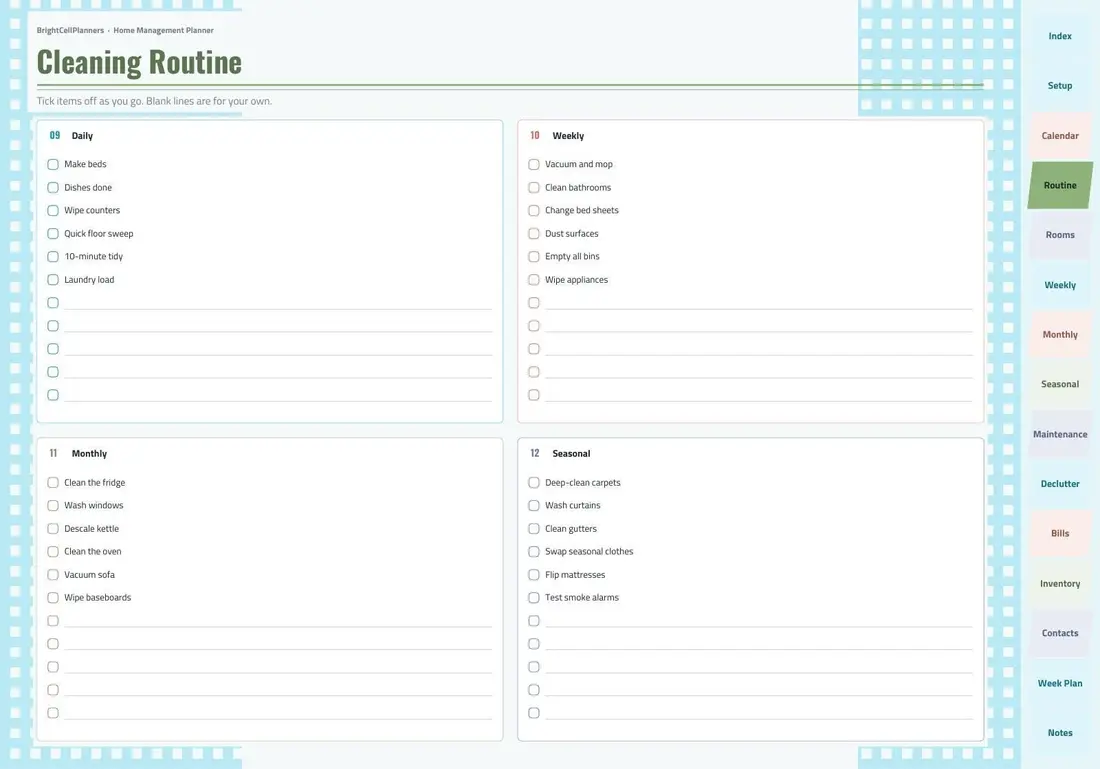 BrightCellPlanners · Home Management Planner
Cleaning Routine
Tick items off as you go. Blank lines are for your own.
09 Daily
Make beds
Dishes done
Wipe counters
Quick floor sweep
10-minute tidy
Laundry load
10 Weekly
Vacuum and mop
Clean bathrooms
Change bed sheets
Dust surfaces
Empty all bins
Wipe appliances
11 Monthly
Clean the fridge
Wash windows
Descale kettle
Clean the oven
Vacuum sofa
Wipe baseboards
12 Seasonal
Deep-clean carpets
Wash curtains
Clean gutters
Swap seasonal clothes
Flip mattresses
Test smoke alarms
Index
Setup
Calendar
Routine
Rooms
Weekly
Monthly
Seasonal
Maintenance
Declutter
Bills
Inventory
Contacts
Week Plan
Notes